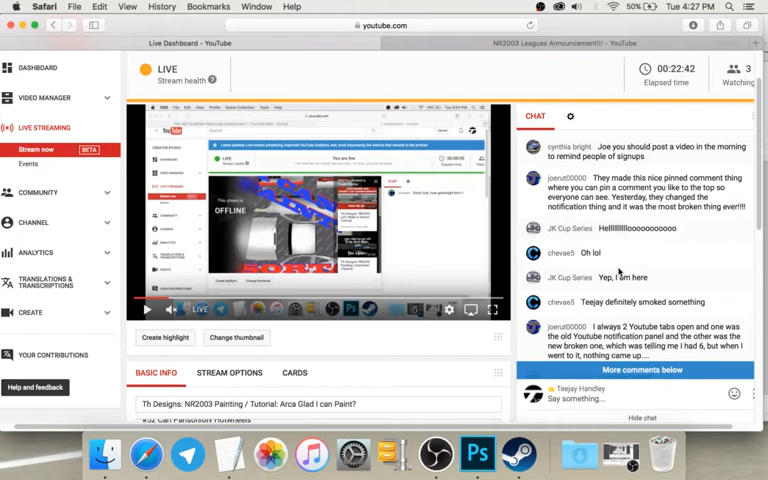 Safari File Edit View History Bookmarks Window Help 50% Tue 4:27 PM
youtube.com
Live Dashboard - YouTube NR2003 Leagues Announcement!!! - YouTube
DASHBOARD
VIDEO MANAGER
LIVE STREAMING
Stream now BETA
Events
COMMUNITY
CHANNEL
ANALYTICS
TRANSLATIONS &
TRANSCRIPTIONS
CREATE
YOUR CONTRIBUTIONS
Help and feedback
LIVE
Stream health
00:22:42
Elapsed time
3
Watching
OFFLINE
LIVE
Create highlight Change thumbnail
BASIC INFO STREAM OPTIONS CARDS
Th Designs: NR2003 Painting / Tutorial: Arca Glad I can Paint?
CHAT
cynthia bright Joe you should post a video in the morning
to remind people of signups
joerut00000 They made this nice pinned comment thing
where you can pin a comment you like to the top so
everyone can see. Yesterday, they changed the
notification thing and it was the most broken thing ever!!!!
JK Cup Series Hellllllllloooooooooo
chevae5 Oh lol
JK Cup Series Yep, I am here
chevae5 Teejay definitely smoked something
joerut00000 I always 2 Youtube tabs open and one was
the old Youtube notification panel and the other was the
new broken one, which was telling me I had 6, but when I
went to it, nothing came up....
More comments below
Teejay Handley
Say something...
Hide chat
Ps